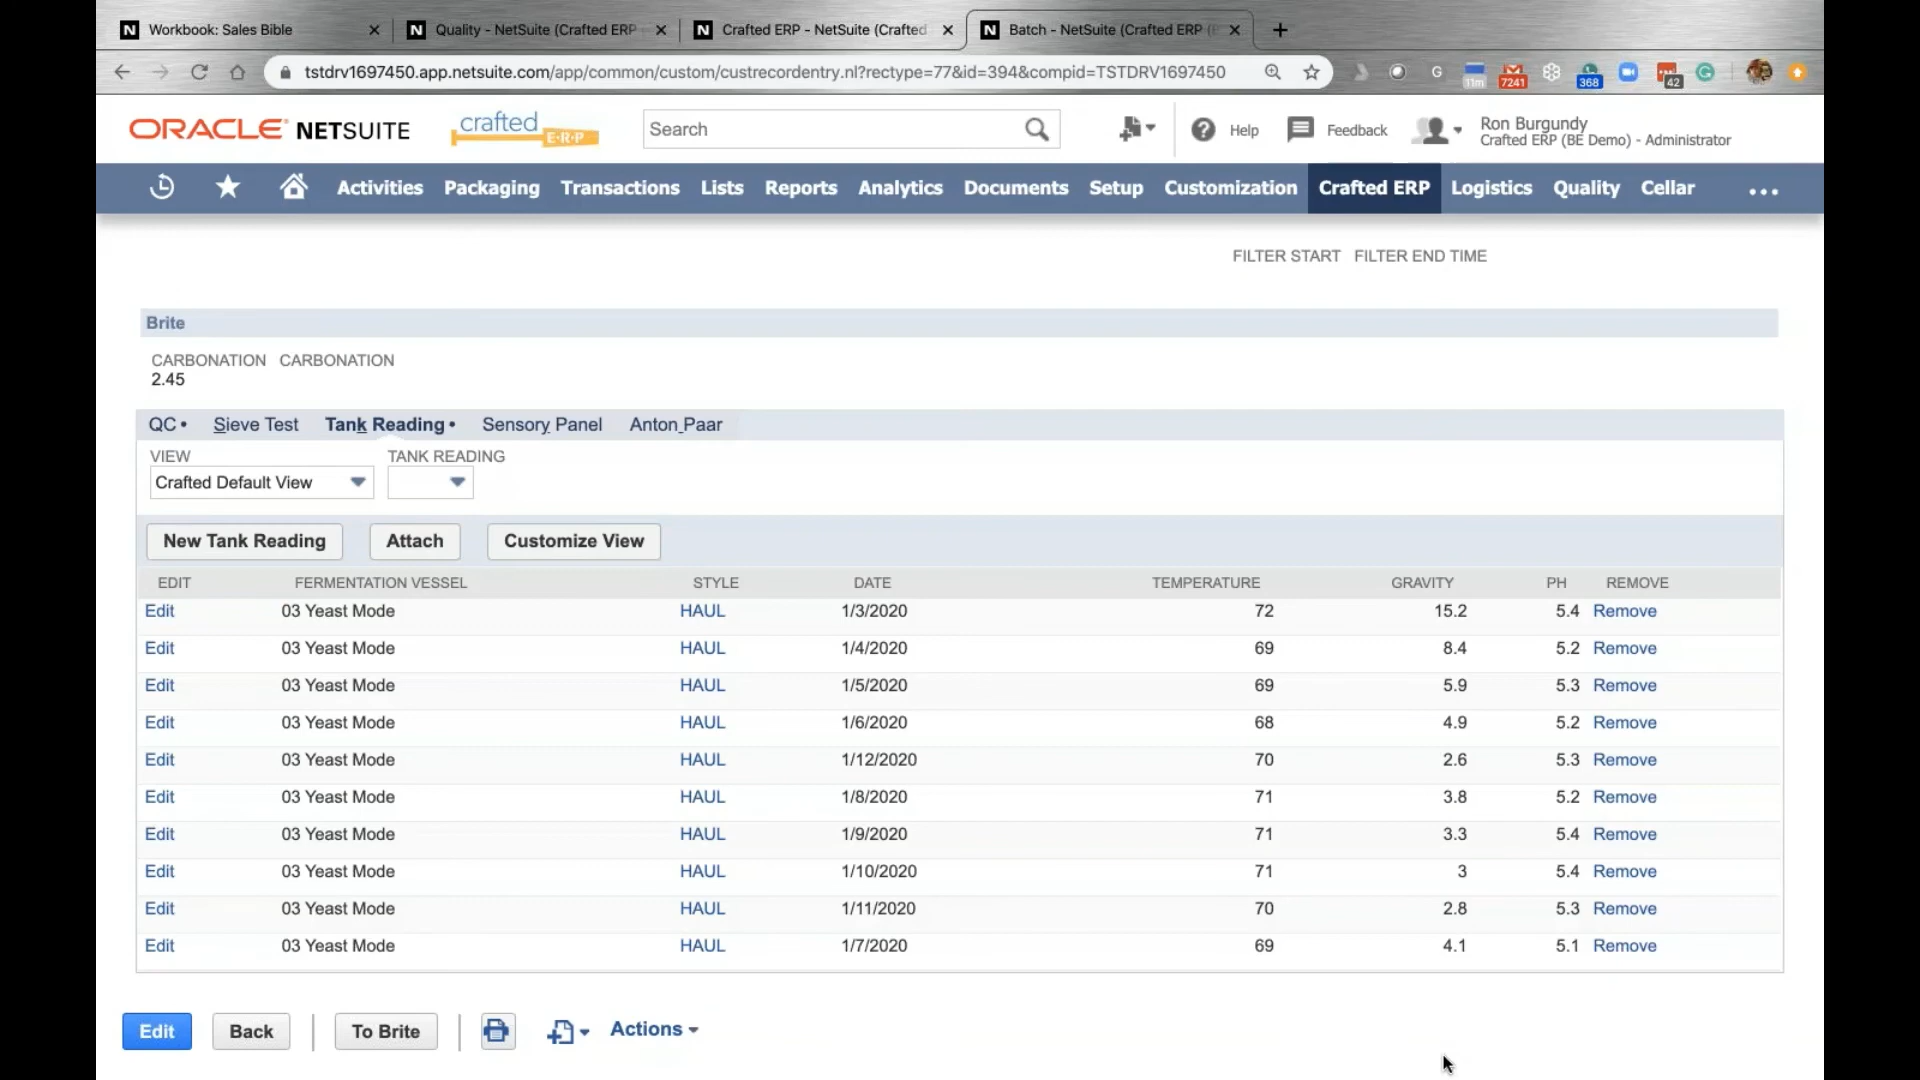 Workbook: Sales Bible
Quality - NetSuite (Crafted ERP
Crafted ERP - NetSuite (Crafted
Batch - NetSuite (Crafted ERP (
tstdrv1697450.app.netsuite.com/app/common/custom/custrecordentry.nl?rectype=77&id=394&compid=TSTDRV1697450
G
11m
7241
368
42
ORACLE NETSUITE
crafted
E·R·P
Search
Help
Feedback
Ron Burgundy
Crafted ERP (BE Demo) - Administrator
Activities Packaging Transactions Lists Reports Analytics Documents Setup Customization Crafted ERP Logistics Quality Cellar
FILTER START FILTER END TIME
Brite
CARBONATION CARBONATION
2.45
QC • Sieve Test Tank Reading • Sensory Panel Anton Paar
VIEW TANK READING
Crafted Default View
New Tank Reading Attach Customize View
EDIT FERMENTATION VESSEL STYLE DATE TEMPERATURE GRAVITY PH REMOVE
Edit 03 Yeast Mode HAUL 1/3/2020 72 15.2 5.4 Remove
Edit 03 Yeast Mode HAUL 1/4/2020 69 8.4 5.2 Remove
Edit 03 Yeast Mode HAUL 1/5/2020 69 5.9 5.3 Remove
Edit 03 Yeast Mode HAUL 1/6/2020 68 4.9 5.2 Remove
Edit 03 Yeast Mode HAUL 1/12/2020 70 2.6 5.3 Remove
Edit 03 Yeast Mode HAUL 1/8/2020 71 3.8 5.2 Remove
Edit 03 Yeast Mode HAUL 1/9/2020 71 3.3 5.4 Remove
Edit 03 Yeast Mode HAUL 1/10/2020 71 3 5.4 Remove
Edit 03 Yeast Mode HAUL 1/11/2020 70 2.8 5.3 Remove
Edit 03 Yeast Mode HAUL 1/7/2020 69 4.1 5.1 Remove
Edit Back To Brite Actions